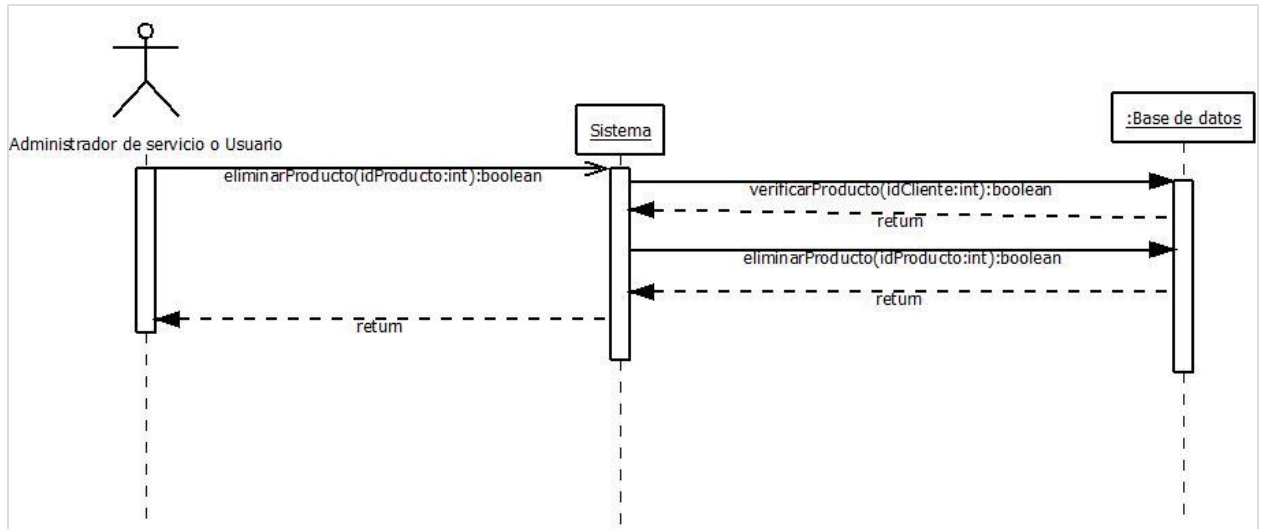 Administrador de servicio o Usuario
Sistema
:Base de datos
eliminarProducto(idProducto:int):boolean
verificarProducto(idCliente:int):boolean
return
eliminarProducto(idProducto:int):boolean
return
return